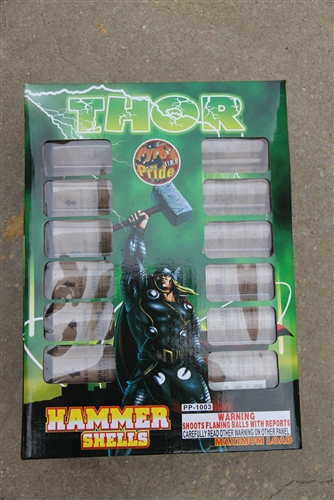 THOR
Pyro
Pride
PP-1003
HAMMER
SHELLS
WARNING
SHOOTS FLAMING BALLS WITH REPORTS
CAREFULLY READ OTHER WARNING ON OTHER PANEL.
MAXIMUM LOAD